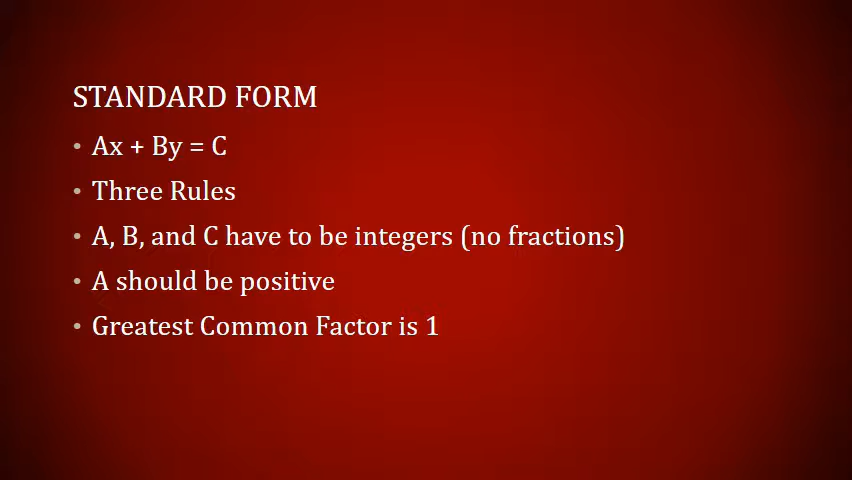 STANDARD FORM
• Ax + By = C
• Three Rules
• A, B, and C have to be integers (no fractions)
• A should be positive
• Greatest Common Factor is 1